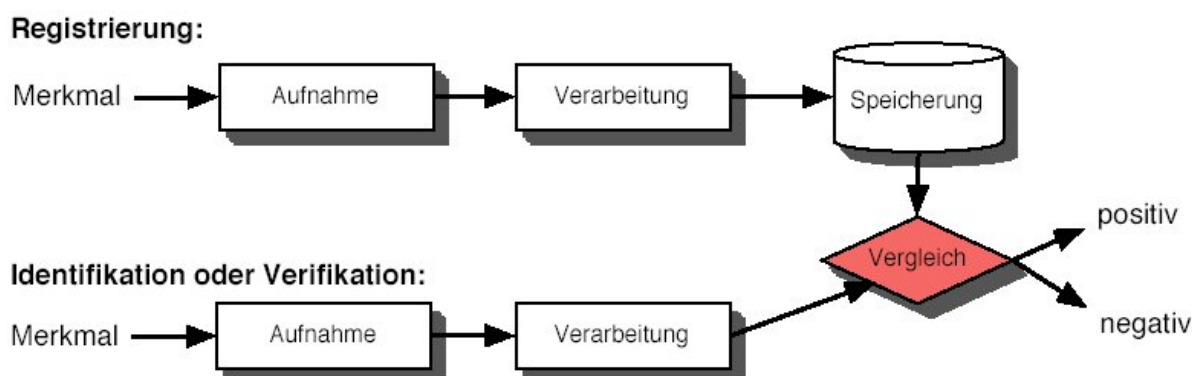 Registrierung:
Merkmal
Aufnahme
Verarbeitung
Speicherung
Vergleich
positiv
negativ
Identifikation oder Verifikation:
Merkmal
Aufnahme
Verarbeitung